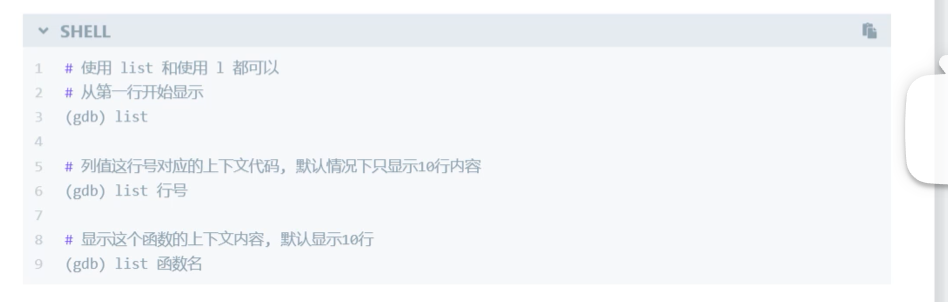 SHELL
1 # 使用 list 和使用 l 都可以
2 # 从第一行开始显示
3 (gdb) list
4
5 # 列值这行号对应的上下文代码, 默认情况下只显示10行内容
6 (gdb) list 行号
7
8 # 显示这个函数的上下文内容, 默认显示10行
9 (gdb) list 函数名